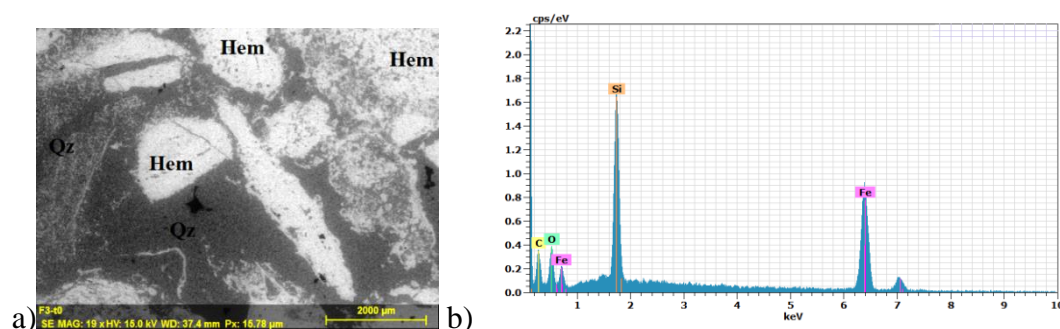 Hem
Hem
Qz
Hem
Qz
F3-t0
2000 µm
SE MAG: 19 x HV: 15.0 kV WD: 37.4 mm Px: 15.78 µm
a)
cps/eV
2.2
2.0
1.8
1.6
1.4
1.2
1.0
0.8
0.6
0.4
0.2
0.0
Si
Fe
C
O
Fe
1 2 3 4 5 6 7 8 9 10
keV
b)